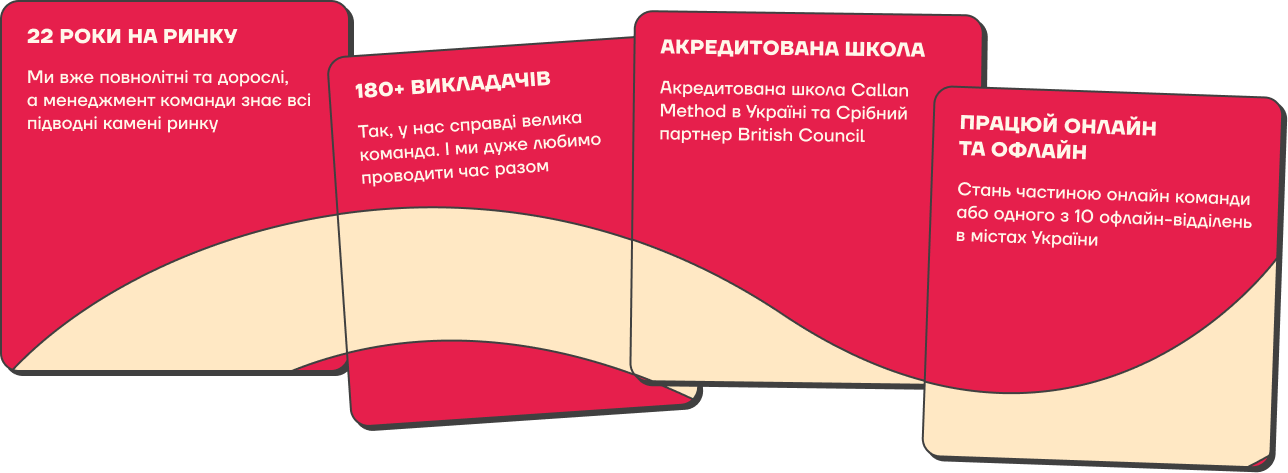 22 РОКИ НА РИНКУ
Ми вже повнолітні та дорослі,
а менеджмент команди знає всі
підводні камені ринку
180+ ВИКЛАДАЧІВ
Так, у нас справді велика
команда. І ми дуже любимо
проводити час разом
АКРЕДИТОВАНА ШКОЛА
Акредитована школа Callan
Method в Україні та Срібний
партнер British Council
ПРАЦЮЙ ОНЛАЙН
ТА ОФЛАЙН
Стань частиною онлайн команди
або одного з 10 офлайн-відділень
в містах України